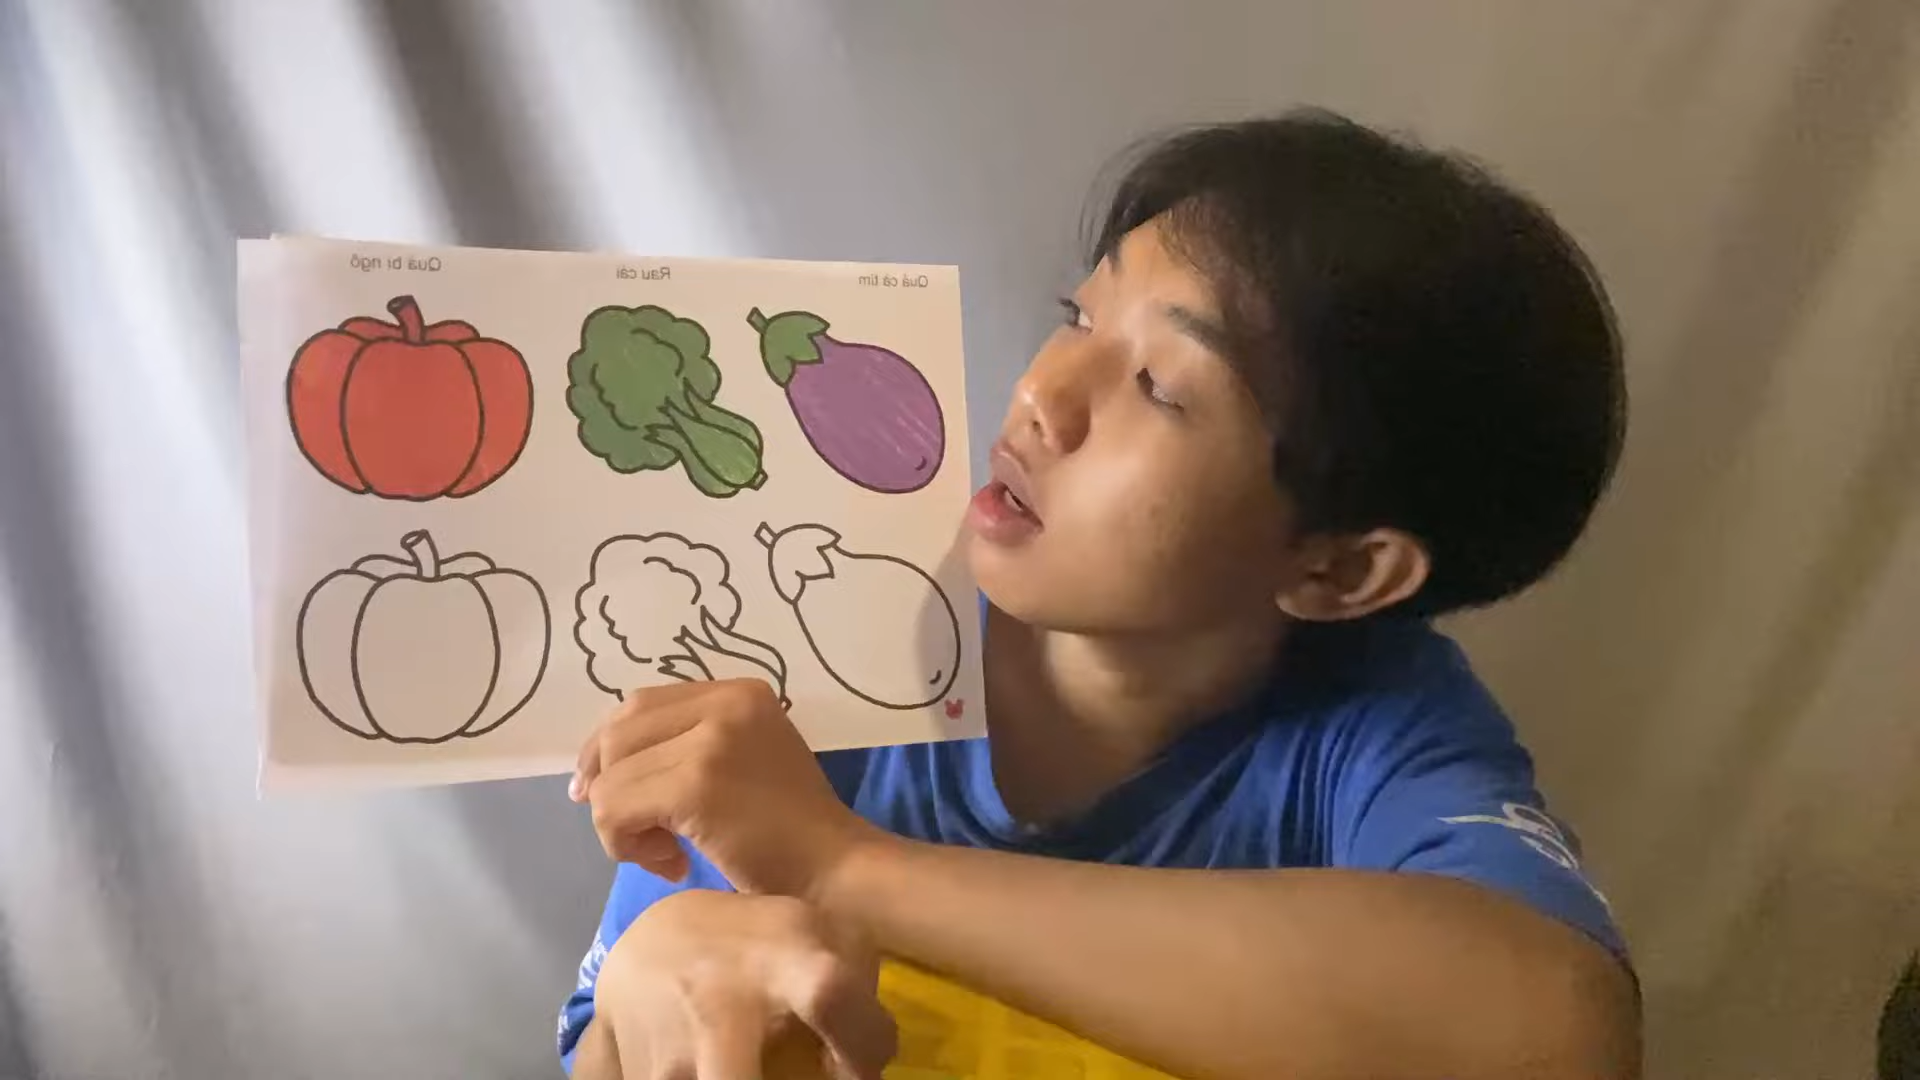 Quả cà tím
Rau cải
Quả bí ngô